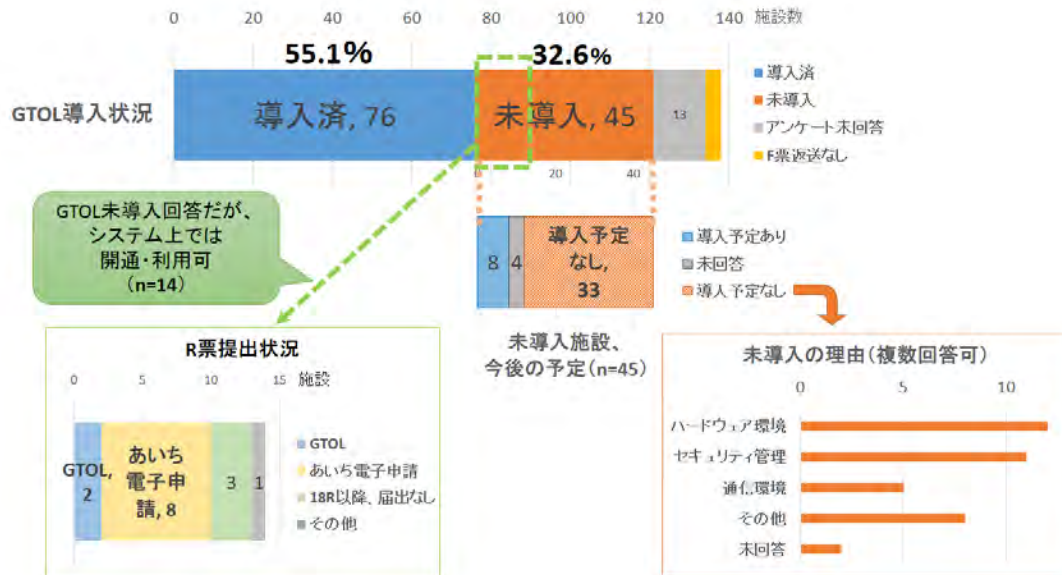 0 20 40 60 80 100 120 140 施設数
55.1% 32.6%
GTOL導入状況
導入済, 76
未導入, 45
13
導入済
未導入
アンケート未回答
F票返送なし
0 20 40
GTOL未導入回答だが、
システム上では
開通・利用可
(n=14)
8
4
導入予定
なし,
33
導入予定あり
未回答
導入予定なし
未導入施設、
今後の予定(n=45)
R票提出状況
0 5 10 15 施設
GTOL,
2
あいち
電子申
請, 8
3
1
GTOL
あいち電子申請
18R以降、届出なし
その他
未導入の理由(複数回答可)
0 5 10
ハードウェア環境
セキュリティ管理
通信環境
その他
未回答